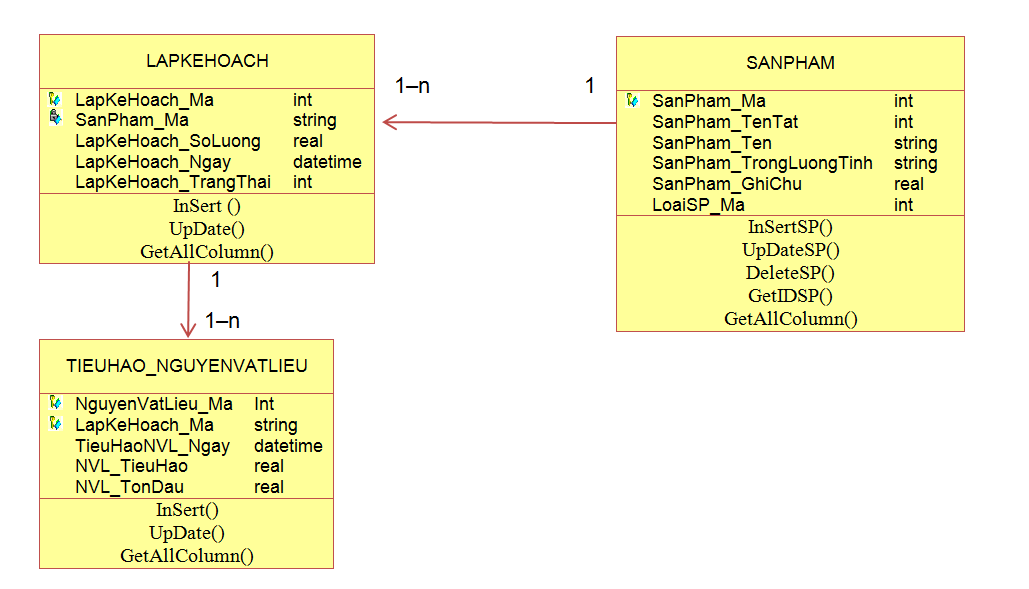 LAPKEHOACH
LapKeHoach_Ma int
SanPham_Ma string
LapKeHoach_SoLuong real
LapKeHoach_Ngay datetime
LapKeHoach_TrangThai int
InSert ()
UpDate()
GetAllColumn()
1–n
1
SANPHAM
SanPham_Ma int
SanPham_TenTat int
SanPham_Ten string
SanPham_TrongLuongTinh string
SanPham_GhiChu real
LoaiSP_Ma int
InSertSP()
UpDateSP()
DeleteSP()
GetIDSP()
GetAllColumn()
1
1–n
TIEUHAO_NGUYENVATLIEU
NguyenVatLieu_Ma Int
LapKeHoach_Ma string
TieuHaoNVL_Ngay datetime
NVL_TieuHao real
NVL_TonDau real
InSert()
UpDate()
GetAllColumn()